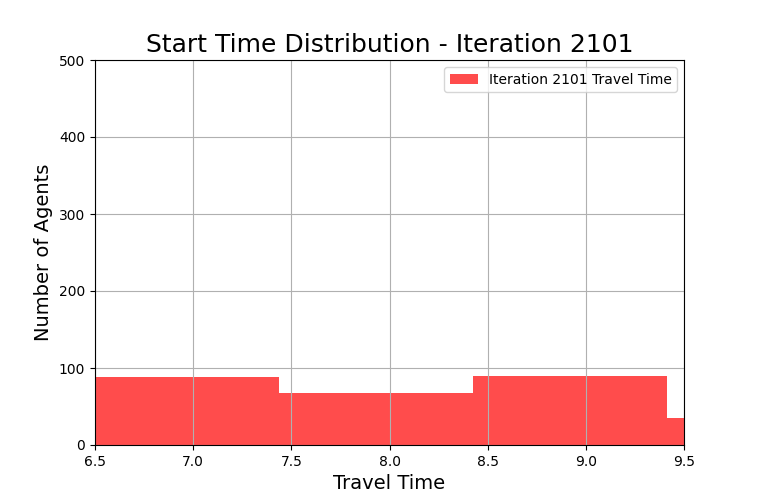 Start Time Distribution - Iteration 2101
Iteration 2101 Travel Time
Number of Agents
500
400
300
200
100
0
6.5 7.0 7.5 8.0 8.5 9.0 9.5
Travel Time